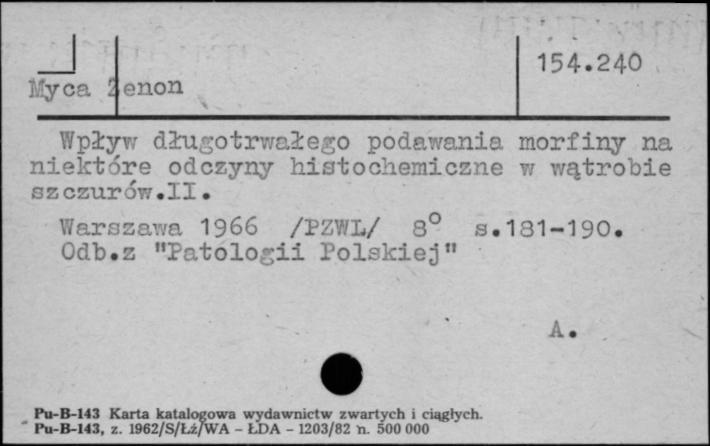 154.240
Myca Zenon
Wpływ długotrwałego podawania morfiny na
niektóre odczyny histochemiczne w wątrobie
szczurów.II.
Warszawa 1966 /PZWL/ 8° s.181-190.
Odb.z "Patologii Polskiej"
A.
Pu-B-143 Karta katalogowa wydawnictw zwartych i ciągłych.
Pu-B-143, z. 1962/S/Łź/WA - ŁDA - 1203/82 n. 500 000